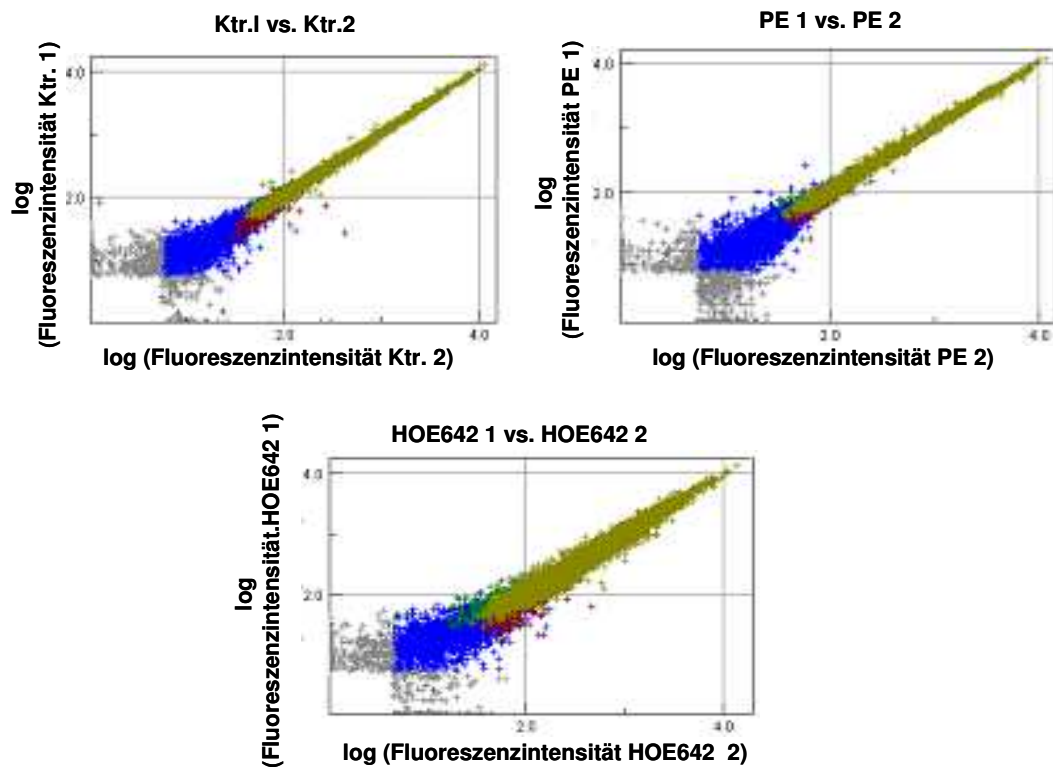 Ktr.I vs. Ktr.2
log
(Fluoreszenzintensität Ktr. 1)
4.0
2.0
2.0
4.0
log (Fluoreszenzintensität Ktr. 2)
PE 1 vs. PE 2
log
(Fluoreszenzintensität PE 1)
4.0
2.0
2.0
4.0
log (Fluoreszenzintensität PE 2)
HOE642 1 vs. HOE642 2
log
(Fluoreszenzintensität.HOE642 1)
4.0
2.0
2.0
4.0
log (Fluoreszenzintensität HOE642 2)